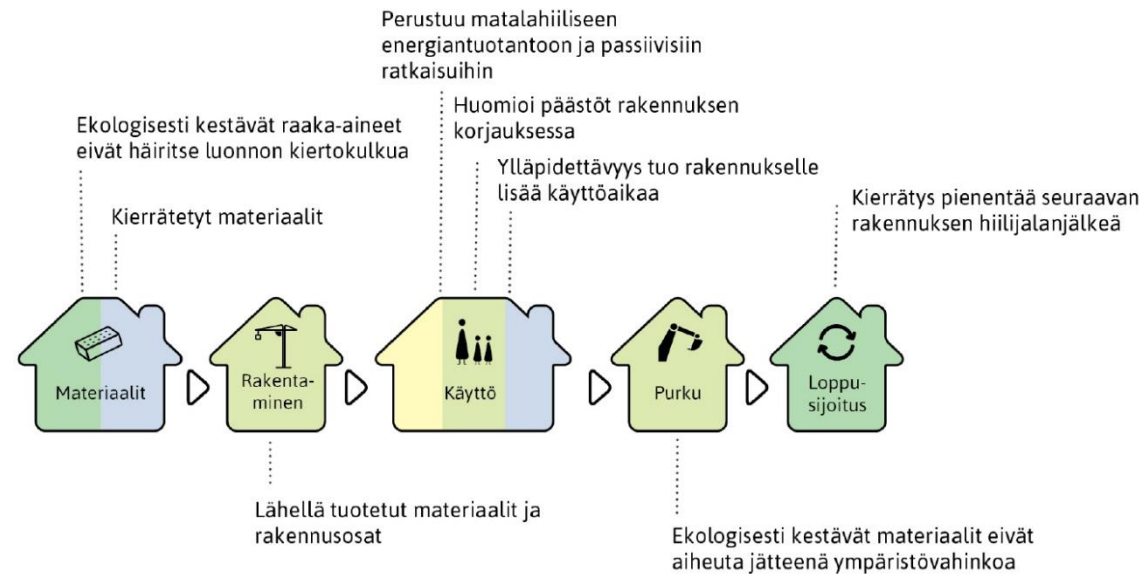 Perustuu matalahiiliseen
energiantuotantoon ja passiivisiin
ratkaisuihin
Huomioi päästöt rakennuksen
korjauksessa
Ekologisesti kestävät raaka-aineet
eivät häiritse luonnon kiertokulkua
Ylläpidettävyys tuo rakennukselle
lisää käyttöaikaa
Kierrätys pienentää seuraavan
rakennuksen hiilijalanjälkeä
Kierrätetyt materiaalit
Materiaalit
Rakenta-
minen
Käyttö
Purku
Loppu-
sijoitus
Lähellä tuotetut materiaalit ja
rakennusosat
Ekologisesti kestävät materiaalit eivät
aiheuta jätteenä ympäristövahinkoa